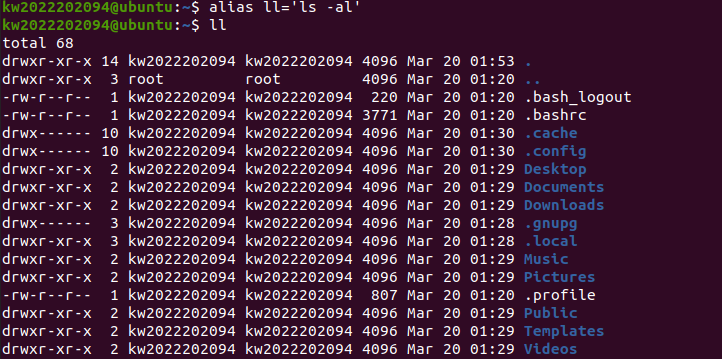 kw2022202094@ubuntu:~$ alias ll='ls -al'
kw2022202094@ubuntu:~$ ll
total 68
drwxr-xr-x 14 kw2022202094 kw2022202094 4096 Mar 20 01:53 .
drwxr-xr-x  3 root         root         4096 Mar 20 01:20 ..
-rw-r--r--  1 kw2022202094 kw2022202094  220 Mar 20 01:20 .bash_logout
-rw-r--r--  1 kw2022202094 kw2022202094 3771 Mar 20 01:20 .bashrc
drwx------ 10 kw2022202094 kw2022202094 4096 Mar 20 01:30 .cache
drwx------ 10 kw2022202094 kw2022202094 4096 Mar 20 01:30 .config
drwxr-xr-x  2 kw2022202094 kw2022202094 4096 Mar 20 01:29 Desktop
drwxr-xr-x  2 kw2022202094 kw2022202094 4096 Mar 20 01:29 Documents
drwxr-xr-x  2 kw2022202094 kw2022202094 4096 Mar 20 01:29 Downloads
drwx------  3 kw2022202094 kw2022202094 4096 Mar 20 01:28 .gnupg
drwxr-xr-x  3 kw2022202094 kw2022202094 4096 Mar 20 01:28 .local
drwxr-xr-x  2 kw2022202094 kw2022202094 4096 Mar 20 01:29 Music
drwxr-xr-x  2 kw2022202094 kw2022202094 4096 Mar 20 01:29 Pictures
-rw-r--r--  1 kw2022202094 kw2022202094  807 Mar 20 01:20 .profile
drwxr-xr-x  2 kw2022202094 kw2022202094 4096 Mar 20 01:29 Public
drwxr-xr-x  2 kw2022202094 kw2022202094 4096 Mar 20 01:29 Templates
drwxr-xr-x  2 kw2022202094 kw2022202094 4096 Mar 20 01:29 Videos